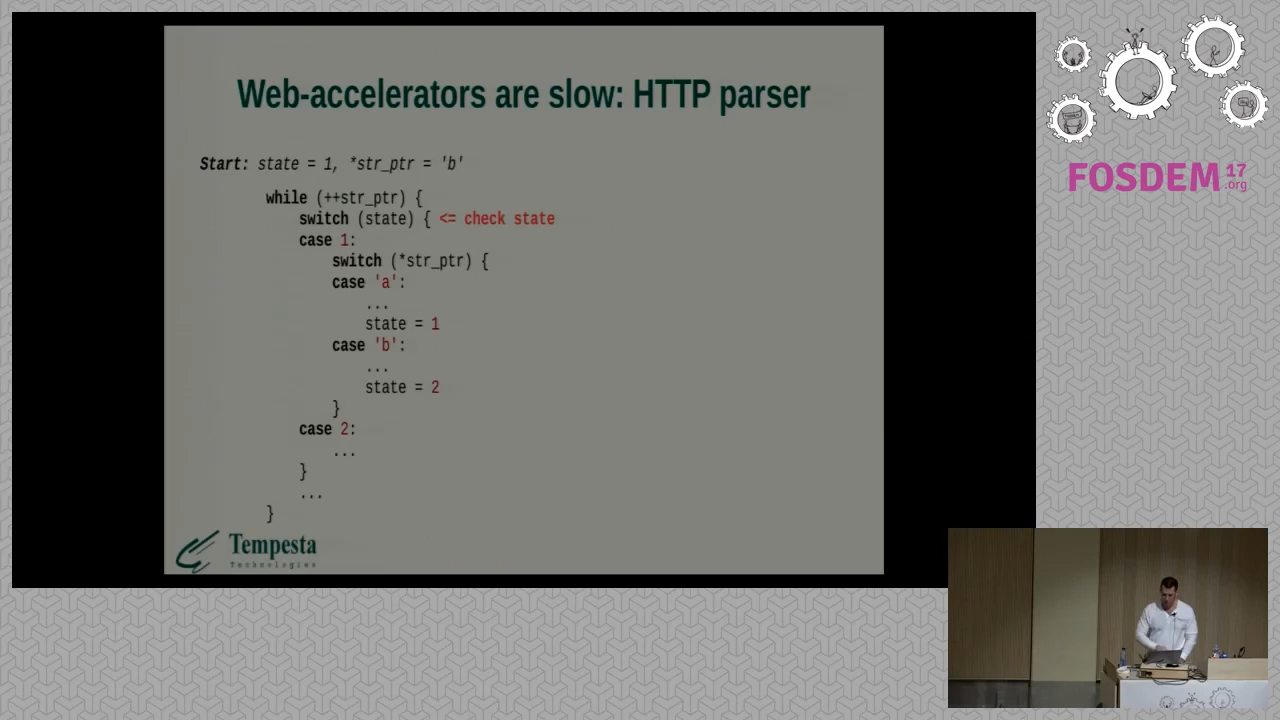 Web-accelerators are slow: HTTP parser
Start: state = 1, *str_ptr = 'b'
while (++str_ptr) {
switch (state) { <= check state
case 1:
switch (*str_ptr) {
case 'a':
...
state = 1
case 'b':
...
state = 2
}
case 2:
...
}
...
}
Tempesta
Technologies
FOSDEM 17
.org